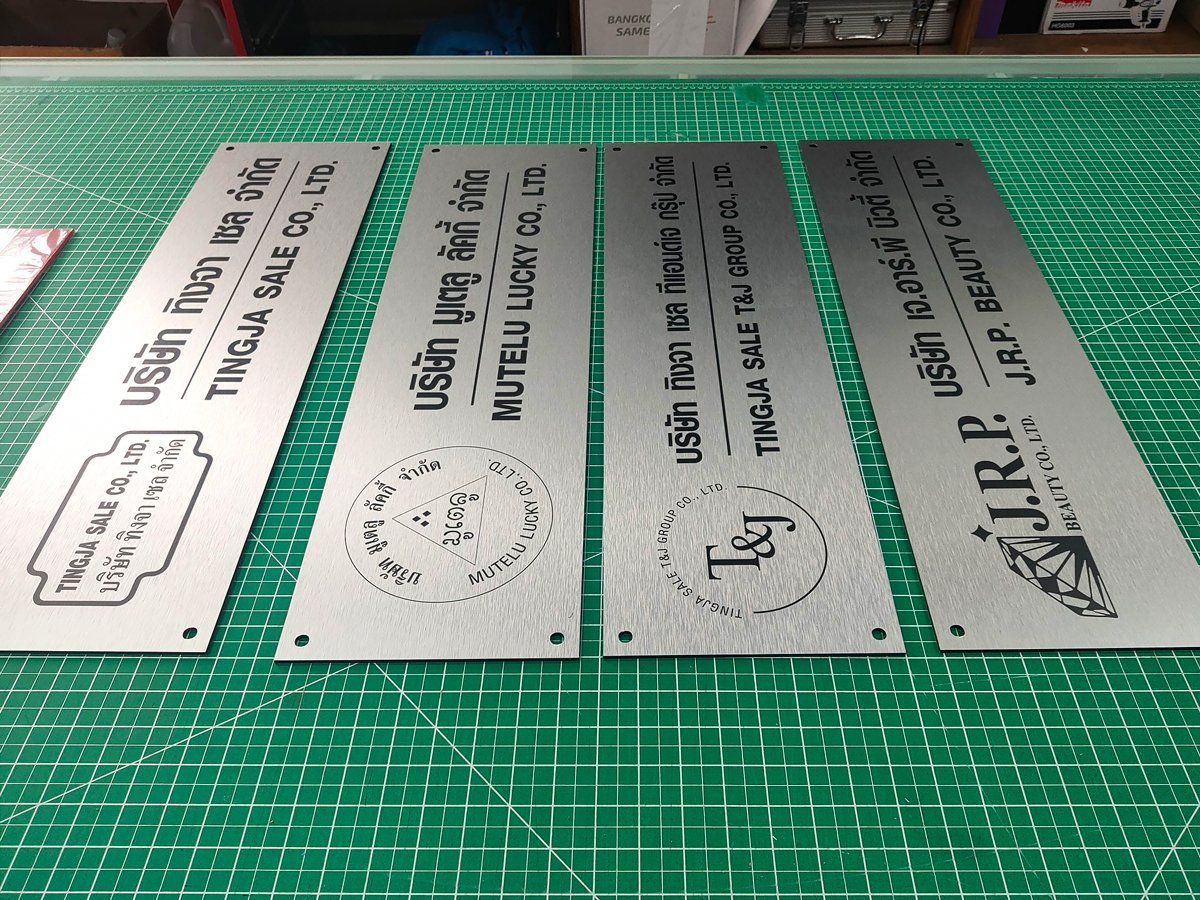 BANGKO
SAME
makita
HG6003
บริษัท ทิงจา เซล จำกัด
TINGJA SALE CO., LTD.
TINGJA SALE CO., LTD.
บริษัท ทิงจา เซล จำกัด
บริษัท มูเตลู ลัคกี้ จำกัด
MUTELU LUCKY CO., LTD.
บริษัท มูเตลู ลัคกี้ จำกัด
มูเตลู
MUTELU LUCKY CO., LTD.
บริษัท ทิงจา เซล ทีแอนด์เจ กรุ๊ป จำกัด
TINGJA SALE T&J GROUP CO., LTD.
TINGJA SALE T&J GROUP CO., LTD.
T&J
บริษัท เจ.อาร์.พี บิวตี้ จำกัด
J.R.P. BEAUTY CO., LTD.
J.R.P.
BEAUTY CO., LTD.